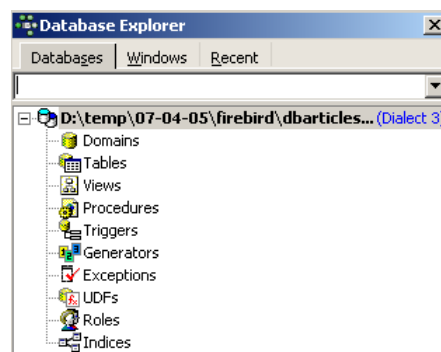 Database Explorer
Databases Windows Recent
D:\temp\07-04-05\firebird\dbarticles... (Dialect 3)
Domains
Tables
Views
Procedures
Triggers
Generators
Exceptions
UDFs
Roles
Indices